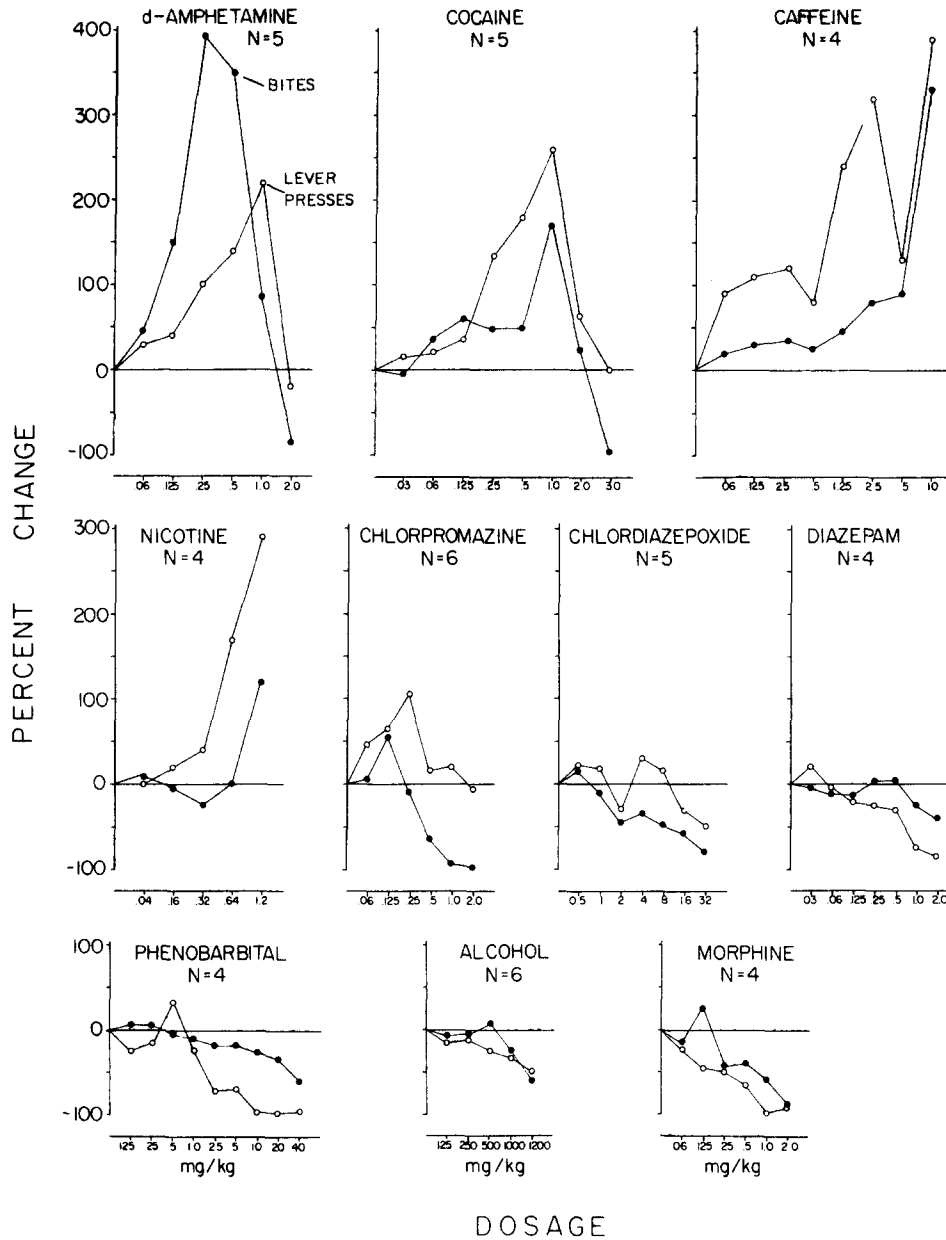 d-AMPHETAMINE
N=5
COCAINE
N=5
CAFFEINE
N=4
400
300
200
100
0
-100
BITES
LEVER
PRESSES
.06 .125 .25 .5 1.0 2.0
.03 .06 .125 .25 .5 1.0 2.0 3.0
.06 .125 .25 .5 1.25 2.5 .5 10
PERCENT CHANGE
NICOTINE
N=4
CHLORPROMAZINE
N=6
CHLORDIAZEPOXIDE
N=5
DIAZEPAM
N=4
300
200
100
0
-100
.04 .16 .32 .64 1.2
.06 .125 .25 .5 1.0 2.0
0.5 1 2 4 8 16 32
.03 .06 .125 .25 .5 1.0 2.0
PHENOBARBITAL
N=4
ALCOHOL
N=6
MORPHINE
N=4
100
0
-100
.125 .25 .5 1.0 2.5 .5 10 20 40
125 250 500 1000 1200
.06 .125 .25 .5 1.0 2.0
mg/kg
mg/kg
mg/kg
DOSAGE